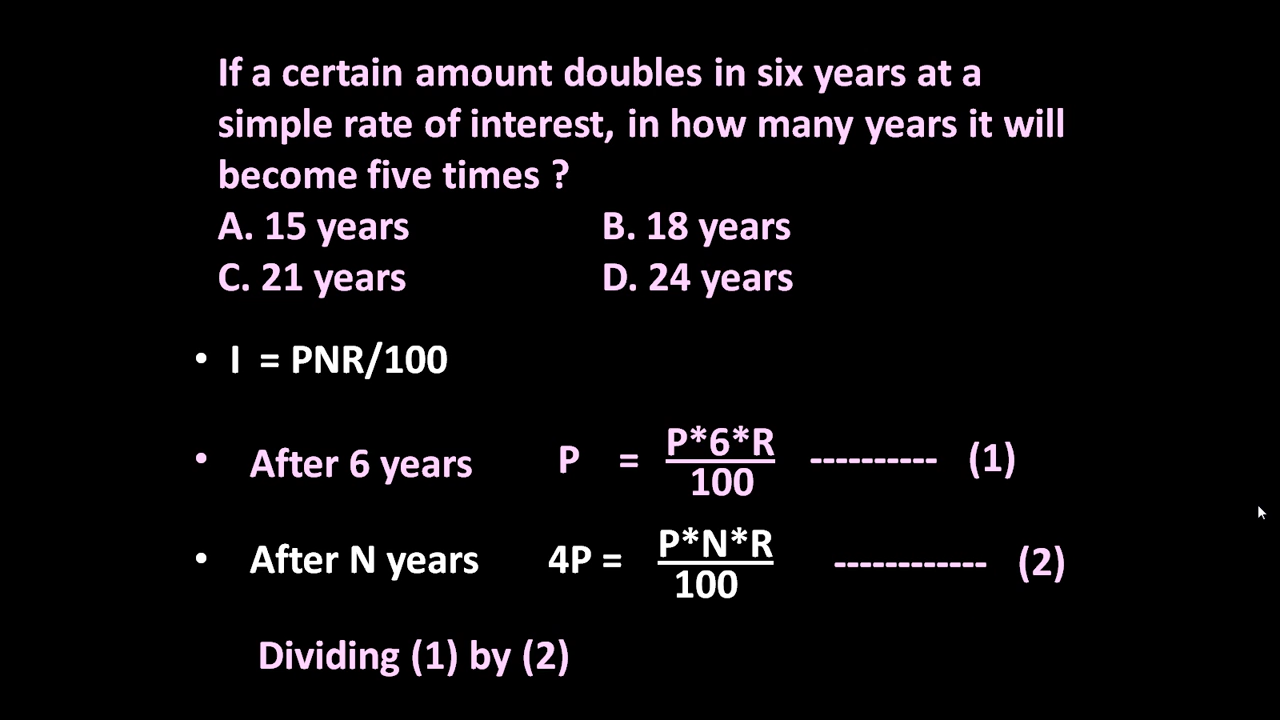 If a certain amount doubles in six years at a
simple rate of interest, in how many years it will
become five times ?
A. 15 years B. 18 years
C. 21 years D. 24 years
• I = PNR/100
• After 6 years P = P*6*R ---------- (1)
100
• After N years 4P = P*N*R ------------ (2)
100
Dividing (1) by (2)